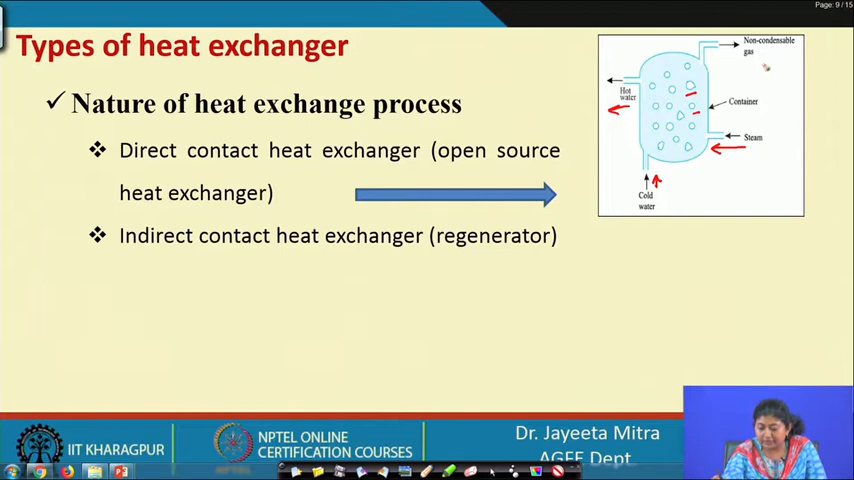 Page: 9 / 15
Types of heat exchanger
✓ Nature of heat exchange process
❖ Direct contact heat exchanger (open source
heat exchanger)
❖ Indirect contact heat exchanger (regenerator)
Non-condensable
gas
Hot
water
Container
Steam
Cold
water
IIT KHARAGPUR
NPTEL ONLINE
CERTIFICATION COURSES
NPTEL
Dr. Jayeeta Mitra
AGFE Dept.